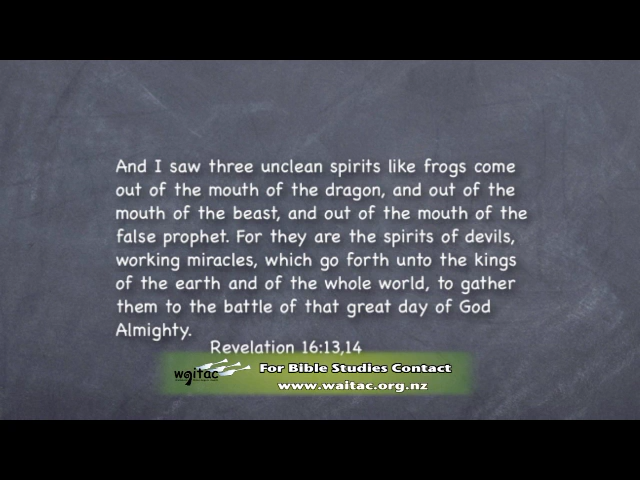 And I saw three unclean spirits like frogs come
out of the mouth of the dragon, and out of the
mouth of the beast, and out of the mouth of the
false prophet. For they are the spirits of devils,
working miracles, which go forth unto the kings
of the earth and of the whole world, to gather
them to the battle of that great day of God
Almighty.
Revelation 16:13,14
waitac
For Bible Studies Contact
www.waitac.org.nz